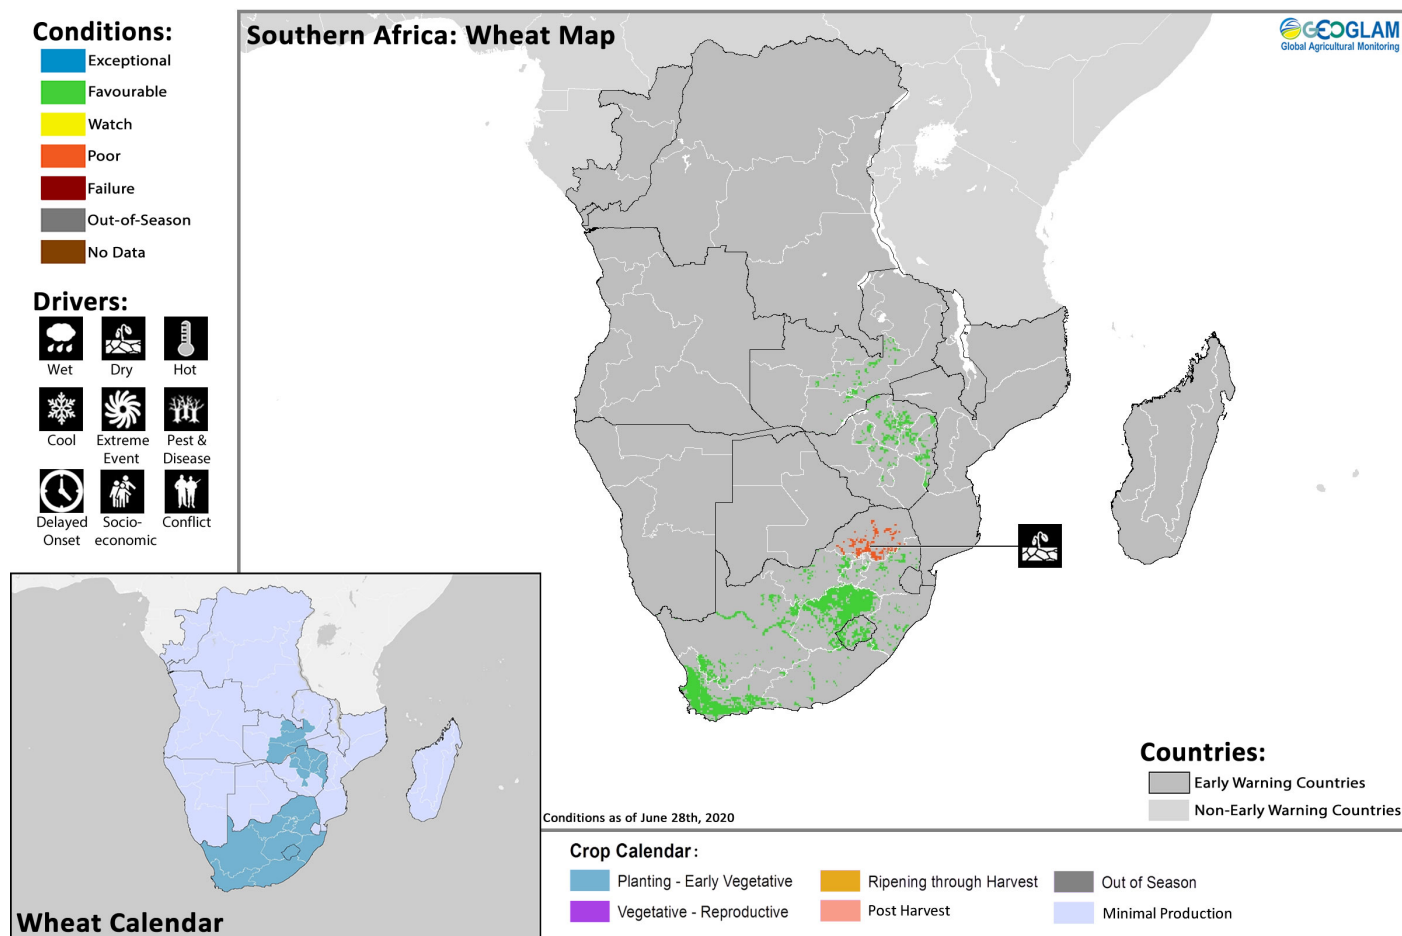 Conditions:
Exceptional
Favourable
Watch
Poor
Failure
Out-of-Season
No Data
Drivers:
Wet
Dry
Hot
Cool
Extreme
Event
Pest &
Disease
Delayed
Onset
Socio-
economic
Conflict
Southern Africa: Wheat Map
GEOGLAM
Global Agricultural Monitoring
Countries:
Early Warning Countries
Non-Early Warning Countries
Conditions as of June 28th, 2020
Wheat Calendar
Crop Calendar:
Planting - Early Vegetative
Vegetative - Reproductive
Ripening through Harvest
Post Harvest
Out of Season
Minimal Production